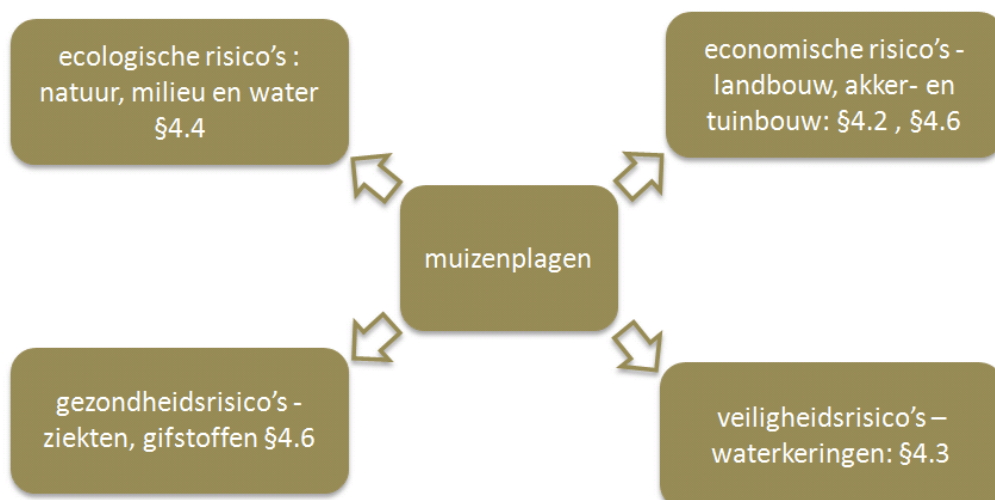 ecologische risico’s :
natuur, milieu en water
§4.4
economische risico’s -
landbouw, akker- en
tuinbouw: §4.2 , §4.6
muizenplagen
gezondheidsrisico’s -
ziekten, gifstoffen §4.6
veiligheidsrisico’s –
waterkeringen: §4.3